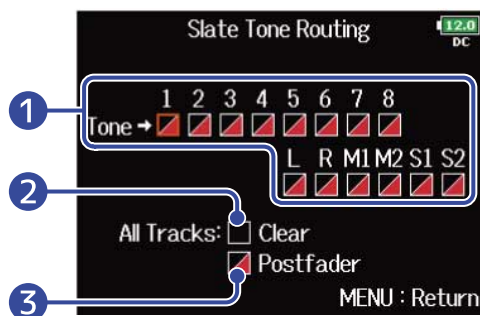 Slate Tone Routing
12.0
DC
1 2 3 4 5 6 7 8
Tone→
L R M1 M2 S1 S2
All Tracks: Clear
Postfader
MENU : Return
1
2
3